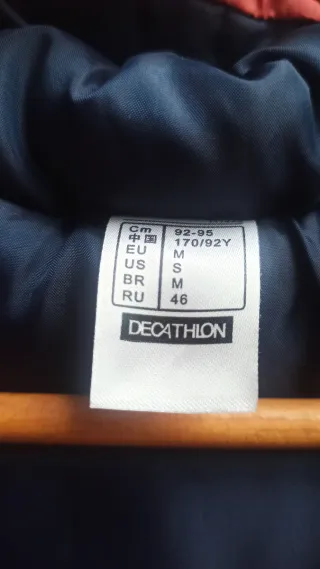 Cm 92-95
中国 170/92Y
EU M
US S
BR M
RU 46
DECATHLON